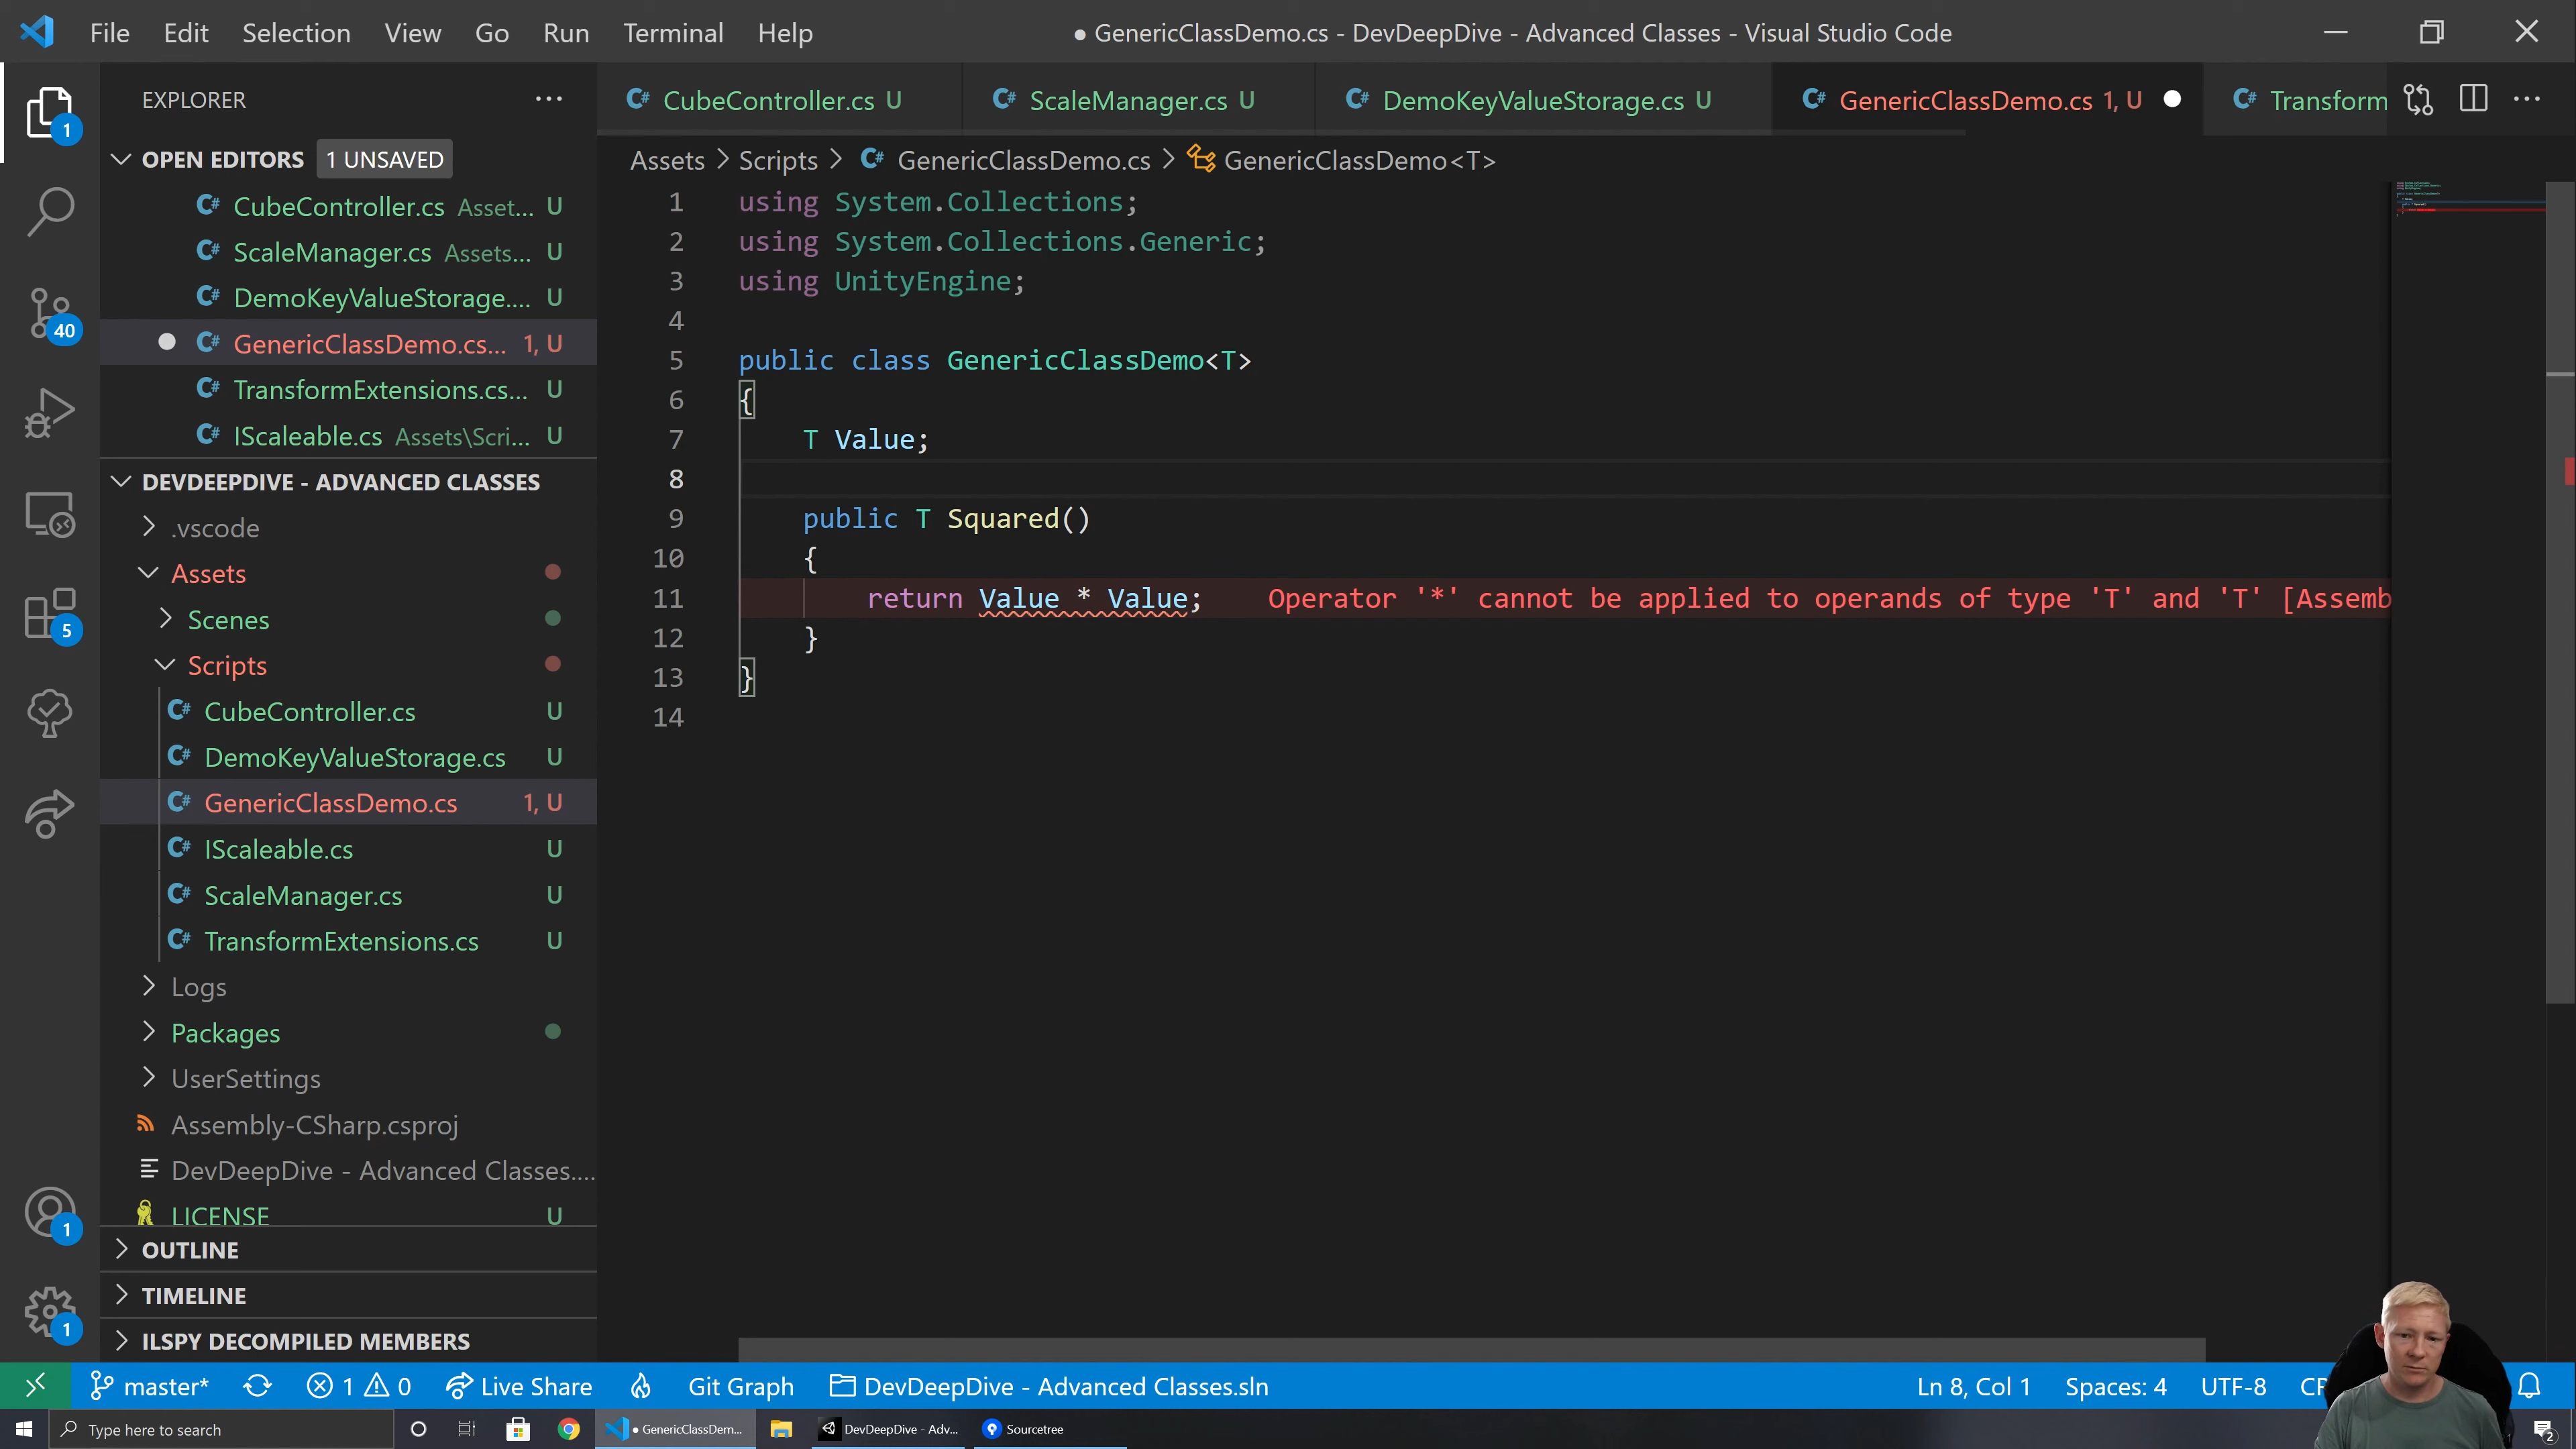 File Edit Selection View Go Run Terminal Help
● GenericClassDemo.cs - DevDeepDive - Advanced Classes - Visual Studio Code
EXPLORER
OPEN EDITORS 1 UNSAVED
CubeController.cs Asset... U
ScaleManager.cs Assets... U
DemoKeyValueStorage.... U
GenericClassDemo.cs... 1, U
TransformExtensions.cs... U
IScaleable.cs Assets\Scri... U
DEVDEEPDIVE - ADVANCED CLASSES
.vscode
Assets
Scenes
Scripts
CubeController.cs U
DemoKeyValueStorage.cs U
GenericClassDemo.cs 1, U
IScaleable.cs U
ScaleManager.cs U
TransformExtensions.cs U
Logs
Packages
UserSettings
Assembly-CSharp.csproj
DevDeepDive - Advanced Classes....
LICENSE U
OUTLINE
TIMELINE
ILSPY DECOMPILED MEMBERS
1
40
5
1
1
CubeController.cs U
ScaleManager.cs U
DemoKeyValueStorage.cs U
GenericClassDemo.cs 1, U
Transform
Assets > Scripts > GenericClassDemo.cs > GenericClassDemo<T>
1 using System.Collections;
2 using System.Collections.Generic;
3 using UnityEngine;
4
5 public class GenericClassDemo<T>
6 {
7 T Value;
8
9 public T Squared()
10 {
11 return Value * Value; Operator '*' cannot be applied to operands of type 'T' and 'T' [Assemb
12 }
13 }
14
master* 1 0 Live Share Git Graph DevDeepDive - Advanced Classes.sln
Ln 8, Col 1 Spaces: 4 UTF-8
Type here to search
● GenericClassDem...
DevDeepDive - Adv...
Sourcetree
2